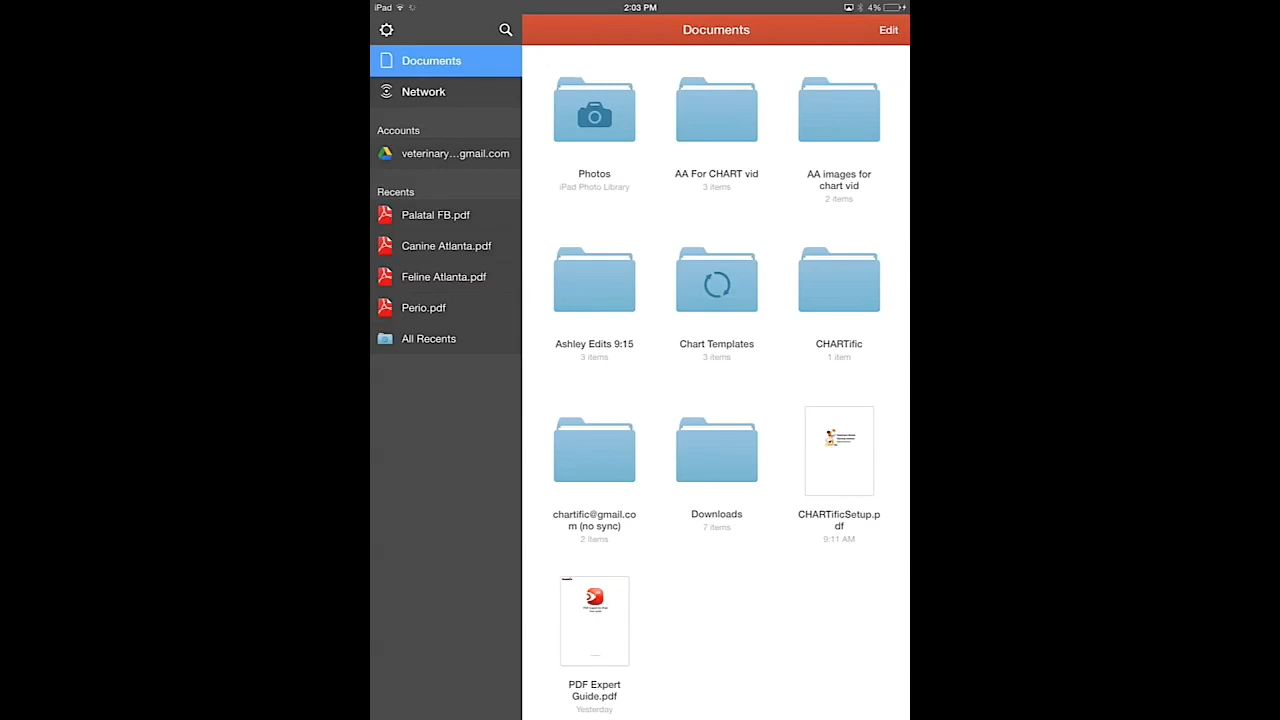 iPad
2:03 PM
4%
Documents
Edit
Documents
Network
Accounts
veterinary...gmail.com
Recents
Palatal FB.pdf
Canine Atlanta.pdf
Feline Atlanta.pdf
Perio.pdf
All Recents
Photos
iPad Photo Library
AA For CHART vid
3 items
AA images for
chart vid
2 items
Ashley Edits 9:15
3 items
Chart Templates
3 items
CHARTific
1 item
chartific@gmail.co
m (no sync)
2 items
Downloads
7 items
CHARTificSetup.p
df
9:11 AM
PDF Expert
Guide.pdf
Yesterday